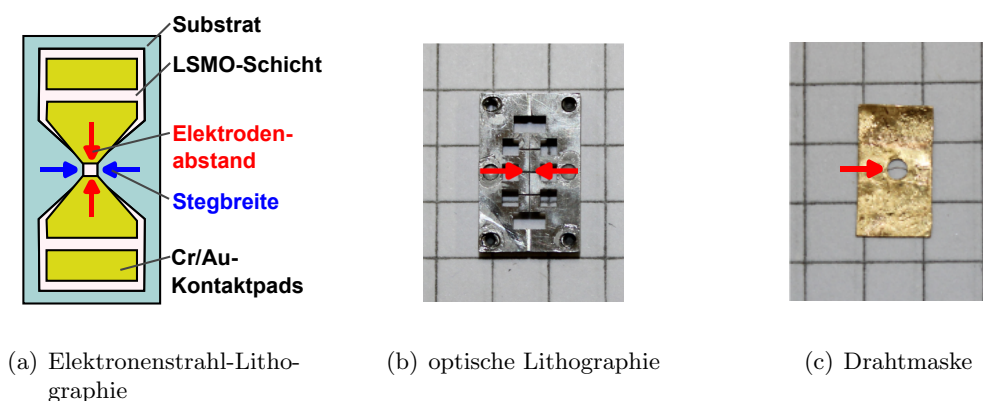 Substrat
LSMO-Schicht
Elektroden-
abstand
Stegbreite
Cr/Au-
Kontaktpads
(a) Elektronenstrahl-Litho-
graphie
(b) optische Lithographie
(c) Drahtmaske